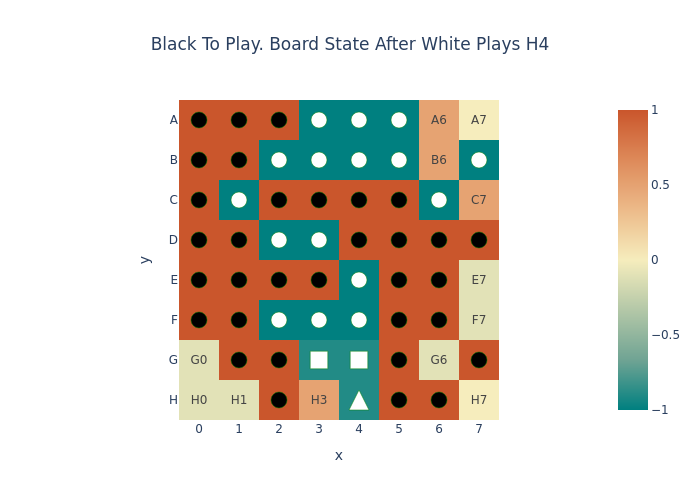 Black To Play. Board State After White Plays H4
A
A6
A7
1
B
B6
C
C7
0.5
D
0
E
E7
F
F7
−0.5
G
G0
G6
H
H0
H1
H3
H7
−1
0
1
2
3
4
5
6
7
x
y